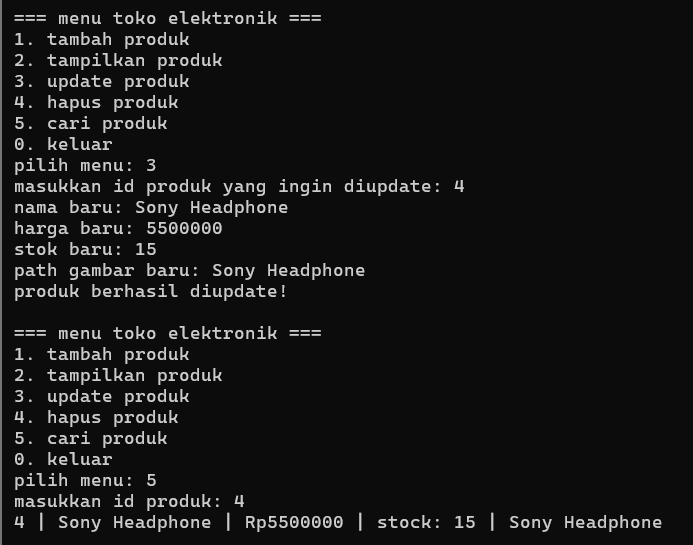 === menu toko elektronik ===
1. tambah produk
2. tampilkan produk
3. update produk
4. hapus produk
5. cari produk
0. keluar
pilih menu: 3
masukkan id produk yang ingin diupdate: 4
nama baru: Sony Headphone
harga baru: 5500000
stok baru: 15
path gambar baru: Sony Headphone
produk berhasil diupdate!

=== menu toko elektronik ===
1. tambah produk
2. tampilkan produk
3. update produk
4. hapus produk
5. cari produk
0. keluar
pilih menu: 5
masukkan id produk: 4
4 | Sony Headphone | Rp5500000 | stock: 15 | Sony Headphone